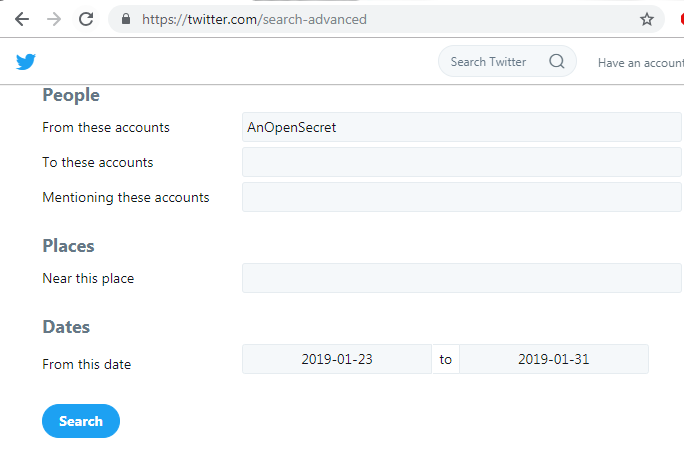 https://twitter.com/search-advanced
Search Twitter
Have an account
People
From these accounts AnOpenSecret
To these accounts
Mentioning these accounts
Places
Near this place
Dates
From this date 2019-01-23 to 2019-01-31
Search